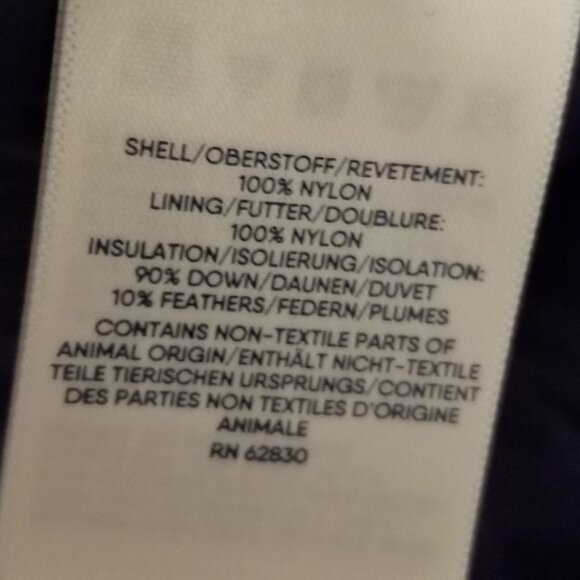 SHELL/OBERSTOFF/REVETEMENT:
100% NYLON
LINING/FUTTER/DOUBLURE:
100% NYLON
INSULATION/ISOLIERUNG/ISOLATION:
90% DOWN/DAUNEN/DUVET
10% FEATHERS/FEDERN/PLUMES
CONTAINS NON-TEXTILE PARTS OF
ANIMAL ORIGIN/ENTHÄLT NICHT-TEXTILE
TEILE TIERISCHEN URSPRUNGS/CONTIENT
DES PARTIES NON TEXTILES D'ORIGINE
ANIMALE
RN 62830